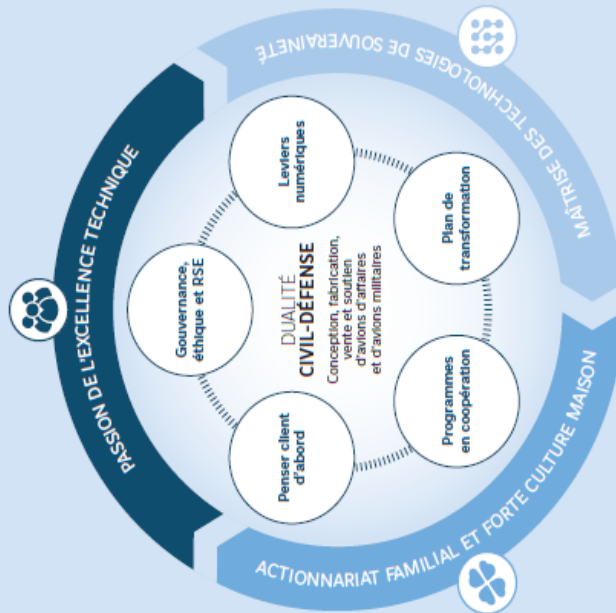 PASSION DE L'EXCELLENCE TECHNIQUE
MAÎTRISE DES TECHNOLOGIES DE SOUVERAINETÉ
ACTIONNARIAT FAMILIAL ET FORTE CULTURE MAISON
Gouvernance,
éthique et RSE
Leviers
numériques
Plan de
transformation
Programmes
en coopération
Penser client
d'abord
DUALITÉ
CIVIL-DÉFENSE
Conception, fabrication,
vente et soutien
d'avions d'affaires
et d'avions militaires